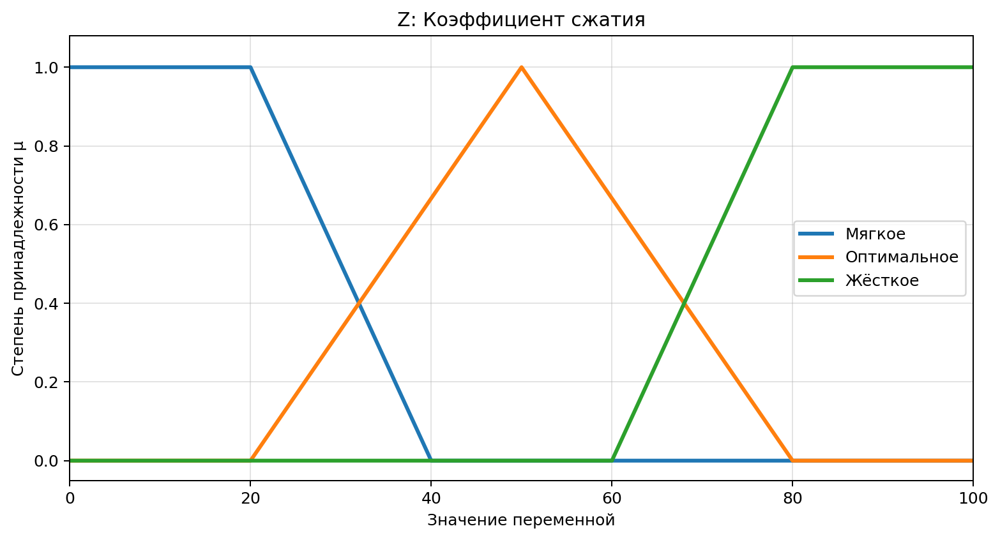 Z: Коэффициент сжатия
Степень принадлежности μ
1.0
0.8
0.6
0.4
0.2
0.0
Мягкое
Оптимальное
Жёсткое
0 20 40 60 80 100
Значение переменной